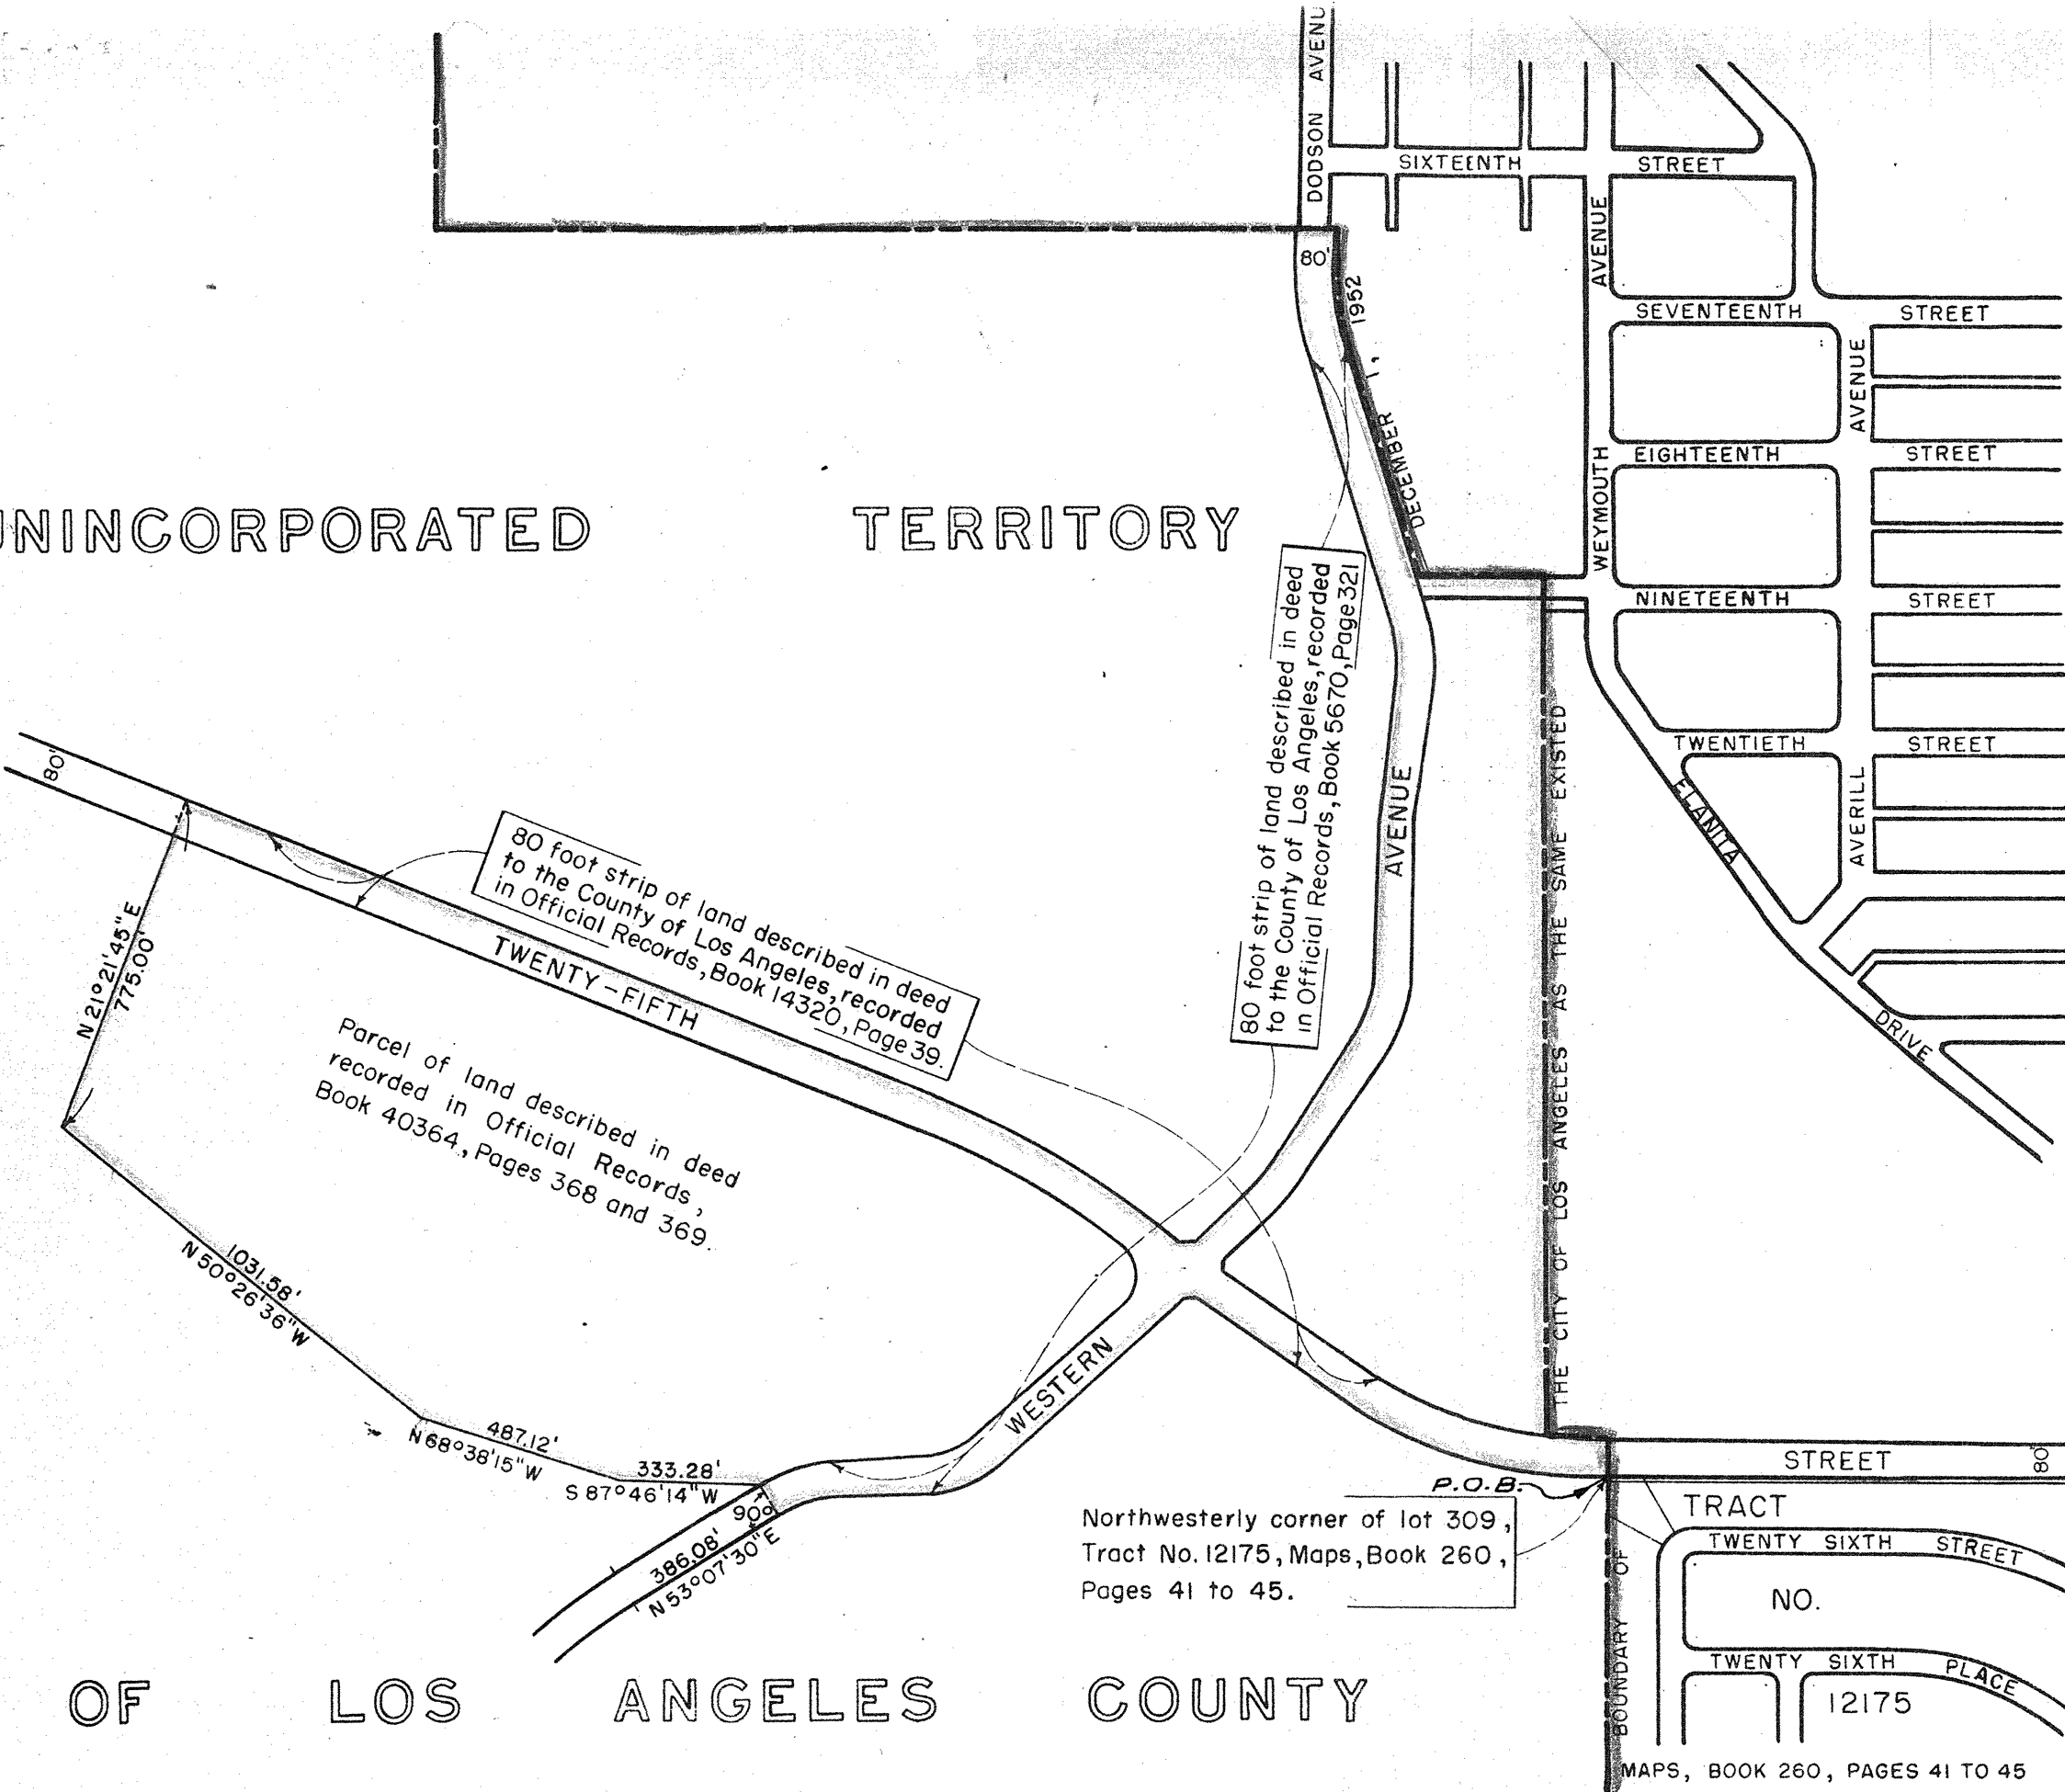 DODSON AVENU
SIXTEENTH STREET
80'
AVENUE
SEVENTEENTH STREET
DECEMBER 1, 1952
AVENUE
WEYMOUTH
EIGHTEENTH STREET
UNINCORPORATED TERRITORY
NINETEENTH STREET
TWENTIETH STREET
ELANITA
DRIVE
AVERILL
80'
80 foot strip of land described in deed
to the County of Los Angeles, recorded
in Official Records, Book 5670, Page 321
AVENUE
THE CITY OF LOS ANGELES AS THE SAME EXISTED
80 foot strip of land described in deed
to the County of Los Angeles, recorded
in Official Records, Book 14320, Page 39.
TWENTY-FIFTH
N 21°21'45" E
775.00'
Parcel of land described in deed
recorded in Official Records,
Book 40364, Pages 368 and 369.
1031.58'
N 50°26'36" W
487.12'
N 68°38'15" W
333.28'
S 87°46'14" W
90°
386.08'
N 53°07'30" E
WESTERN
STREET
80'
P.O.B.
Northwesterly corner of lot 309,
Tract No. 12175, Maps, Book 260,
Pages 41 to 45.
TRACT
TWENTY SIXTH STREET
NO.
TWENTY SIXTH PLACE
12175
BOUNDARY OF
OF LOS ANGELES COUNTY
MAPS, BOOK 260, PAGES 41 TO 45